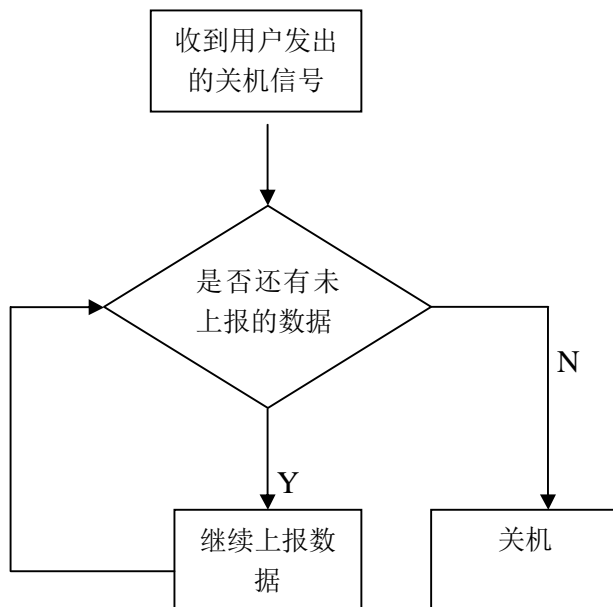 收到用户发出
的关机信号
是否还有未
上报的数据
N
Y
继续上报数
据
关机